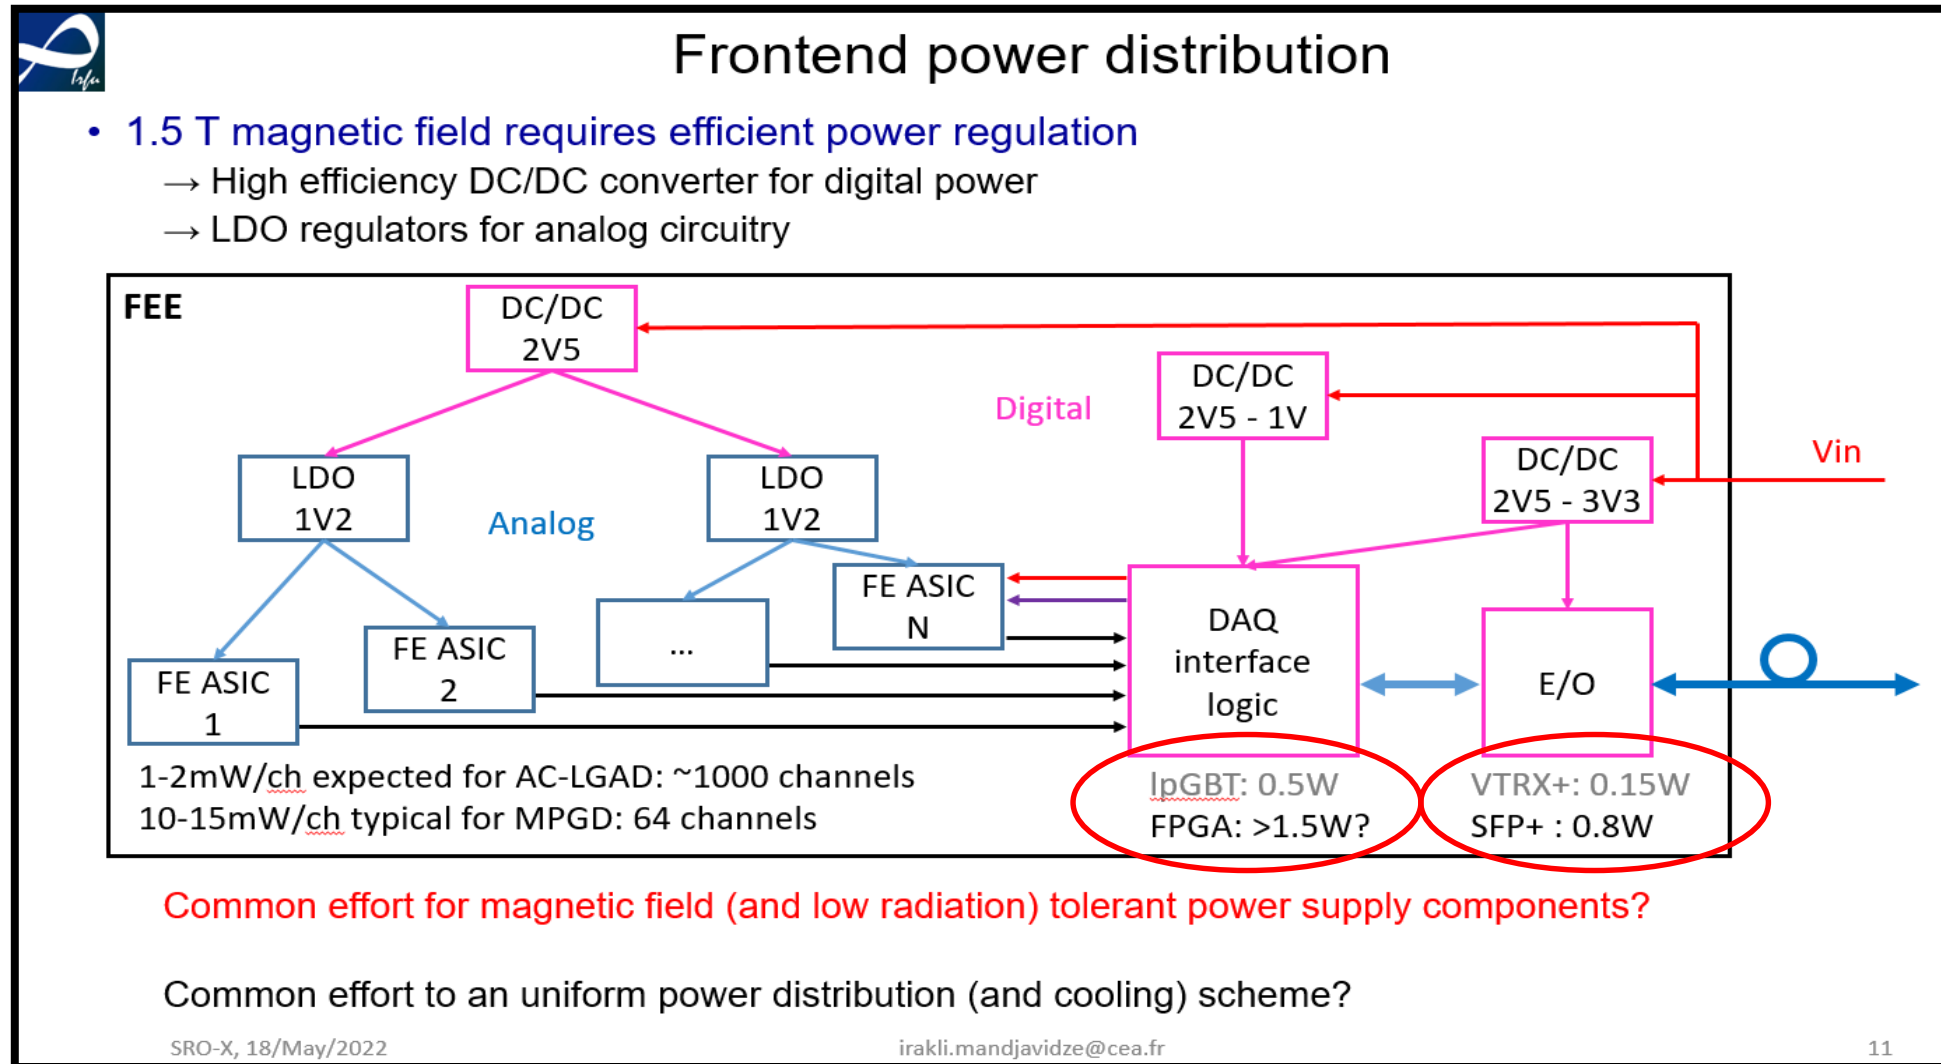 Irfu
Frontend power distribution
• 1.5 T magnetic field requires efficient power regulation
→ High efficiency DC/DC converter for digital power
→ LDO regulators for analog circuitry
FEE
DC/DC
2V5
DC/DC
2V5 - 1V
Digital
DC/DC
2V5 - 3V3
Vin
LDO
1V2
Analog
LDO
1V2
FE ASIC
1
FE ASIC
2
...
FE ASIC
N
DAQ
interface
logic
E/O
1-2mW/ch expected for AC-LGAD: ~1000 channels
10-15mW/ch typical for MPGD: 64 channels
lpGBT: 0.5W
FPGA: >1.5W?
VTRX+: 0.15W
SFP+ : 0.8W
Common effort for magnetic field (and low radiation) tolerant power supply components?
Common effort to an uniform power distribution (and cooling) scheme?
SRO-X, 18/May/2022
irakli.mandjavidze@cea.fr
11